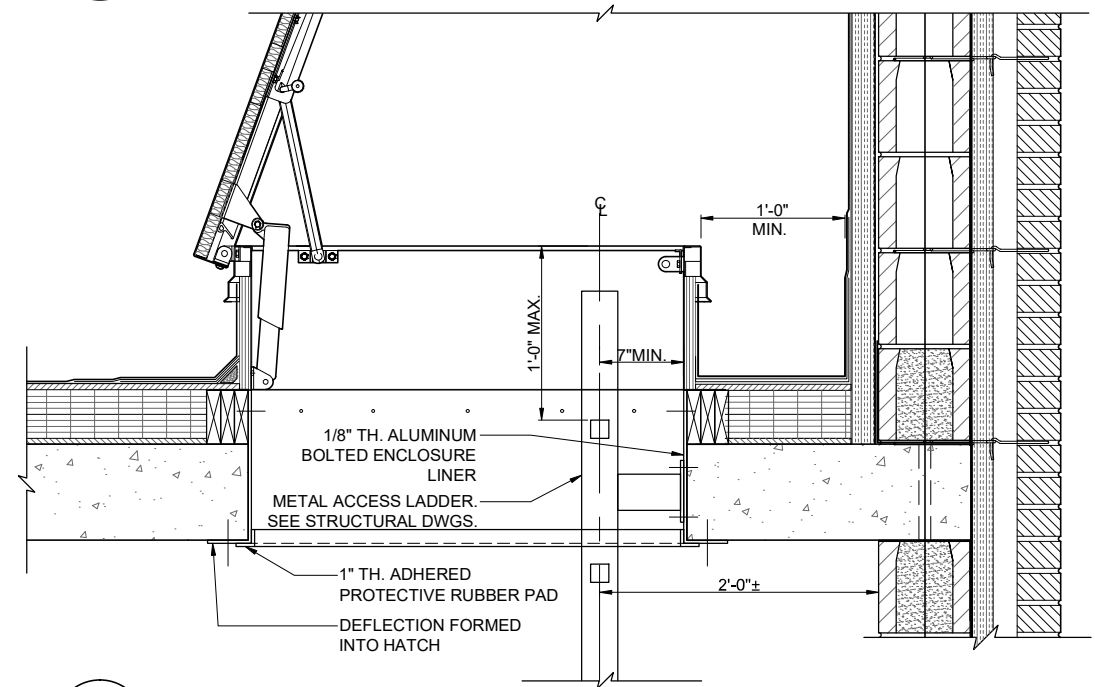 ℄
1'-0"
MIN.
1'-0" MAX.
7"MIN.
1/8" TH. ALUMINUM
BOLTED ENCLOSURE
LINER
METAL ACCESS LADDER.
SEE STRUCTURAL DWGS.
1" TH. ADHERED
PROTECTIVE RUBBER PAD
2'-0"±
DEFLECTION FORMED
INTO HATCH